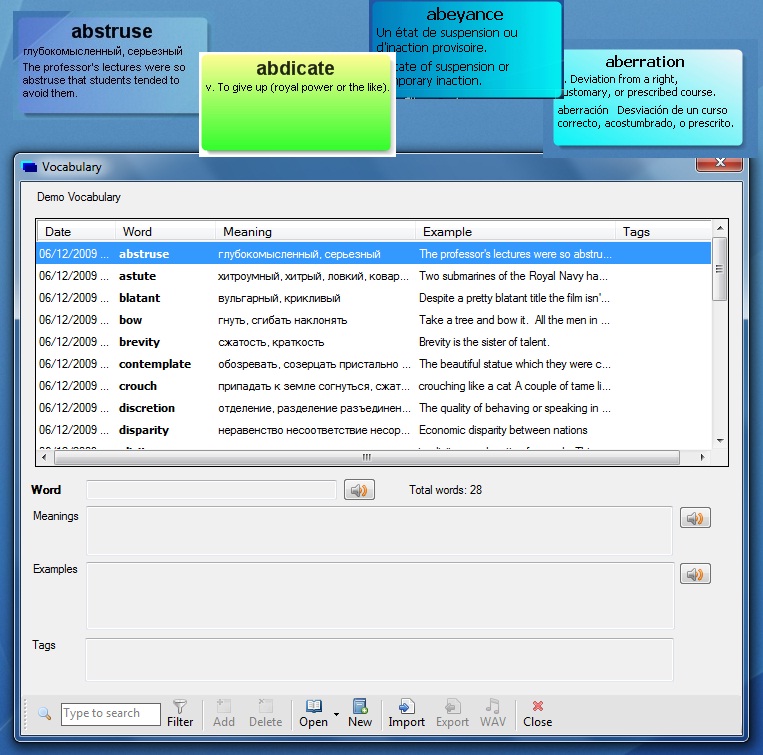 abstruse
глубокомысленный, серьезный
The professor's lectures were so
abstruse that students tended to
avoid them.
abdicate
v. To give up (royal power or the like).
abeyance
Un état de suspension ou
d'inaction provisoire.
tate of suspension or
mporary inaction.
aberration
. Deviation from a right,
ustomary, or prescribed course.
aberración Desviación de un curso
correcto, acostumbrado, o prescrito.
Vocabulary
Demo Vocabulary
Date Word Meaning Example Tags
06/12/2009 ... abstruse глубокомысленный, серьезный The professor's lectures were so abstru...
06/12/2009 ... astute хитроумный, хитрый, ловкий, ковар... Two submarines of the Royal Navy ha...
06/12/2009 ... blatant вульгарный, крикливый Despite a pretty blatant title the film isn'...
06/12/2009 ... bow гнуть, сгибать наклонять Take a tree and bow it. All the men in ...
06/12/2009 ... brevity сжатость, краткость Brevity is the sister of talent.
06/12/2009 ... contemplate обозревать, созерцать пристально ... The beautiful statue which they were c...
06/12/2009 ... crouch припадать к земле согнуться, сжат... crouching like a cat A couple of tame li...
06/12/2009 ... discretion отделение, разделение разъединен... The quality of behaving or speaking in ...
06/12/2009 ... disparity неравенство несоответствие несор... Economic disparity between nations
Word Total words: 28
Meanings
Examples
Tags
Type to search Filter Add Delete Open New Import Export WAV Close